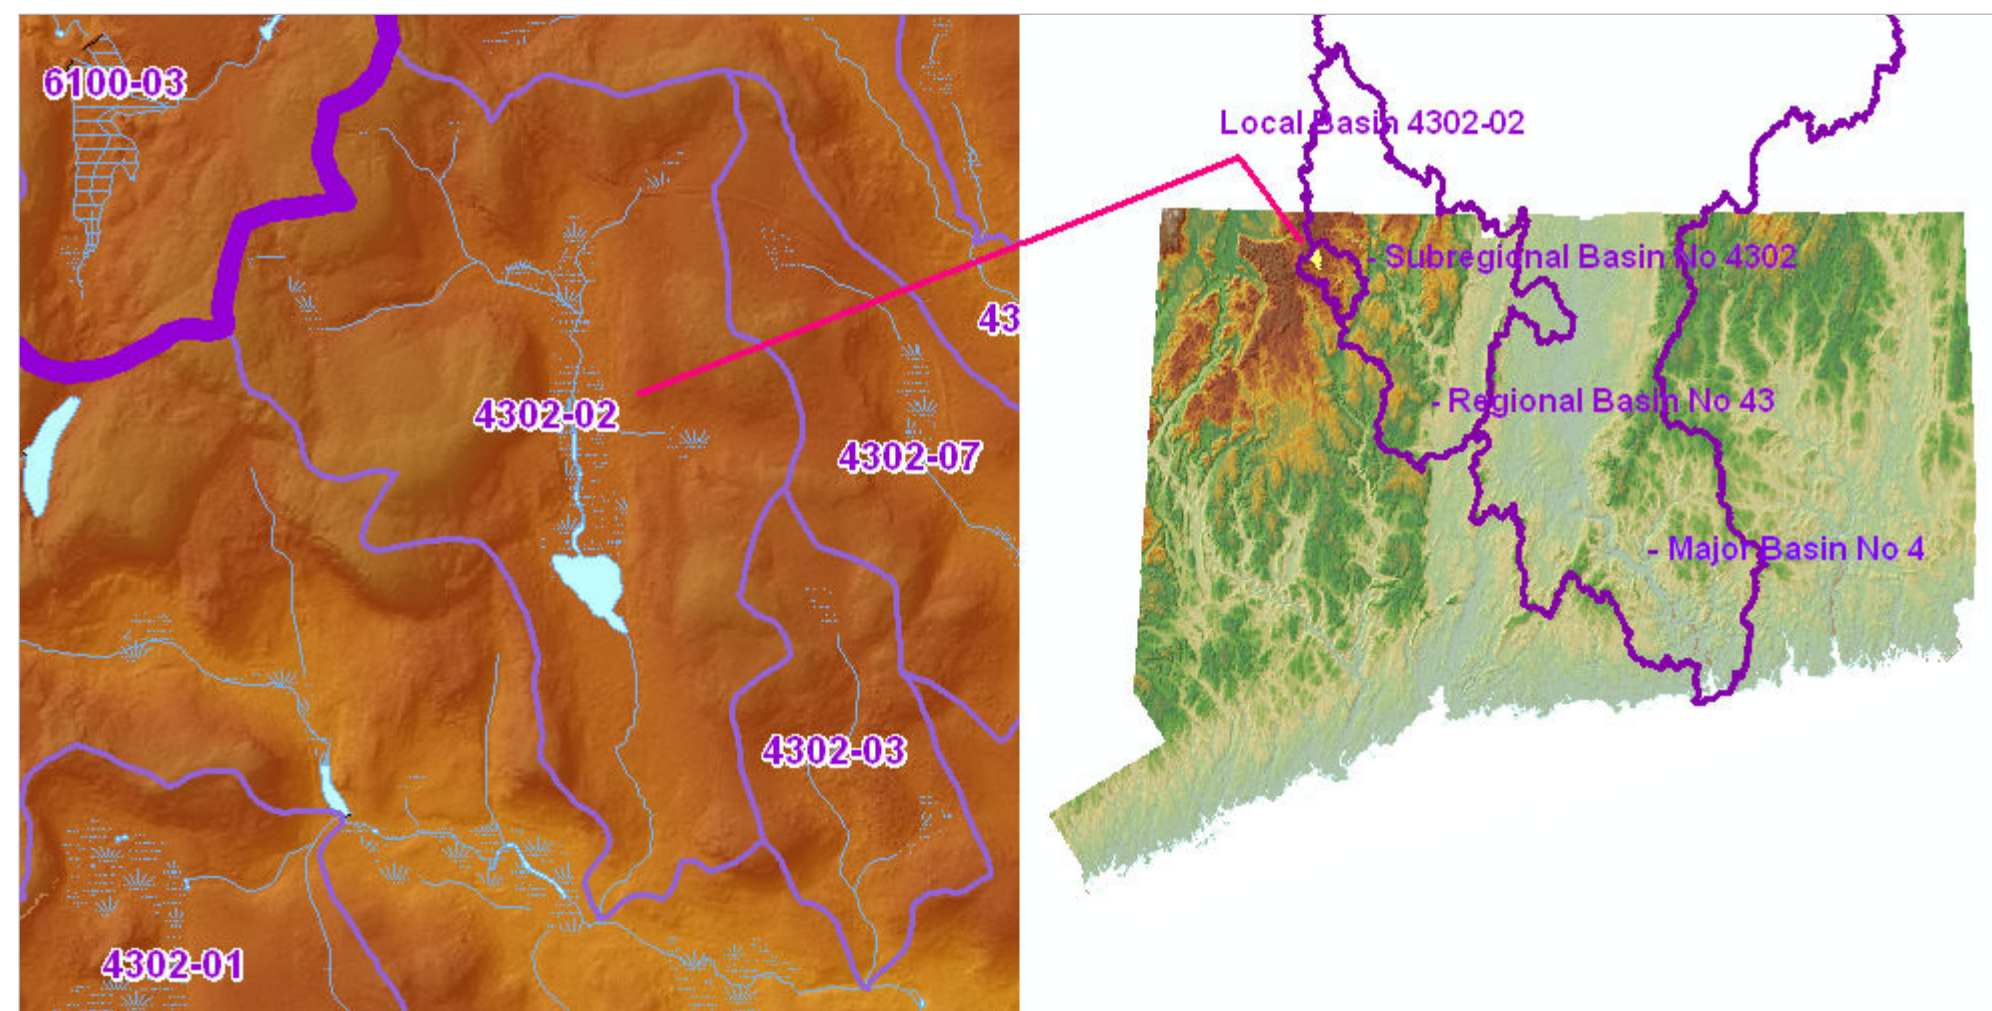 6100-03
43
4302-02
4302-07
4302-03
4302-01
Local Basin 4302-02
- Subregional Basin No 4302
- Regional Basin No 43
- Major Basin No 4